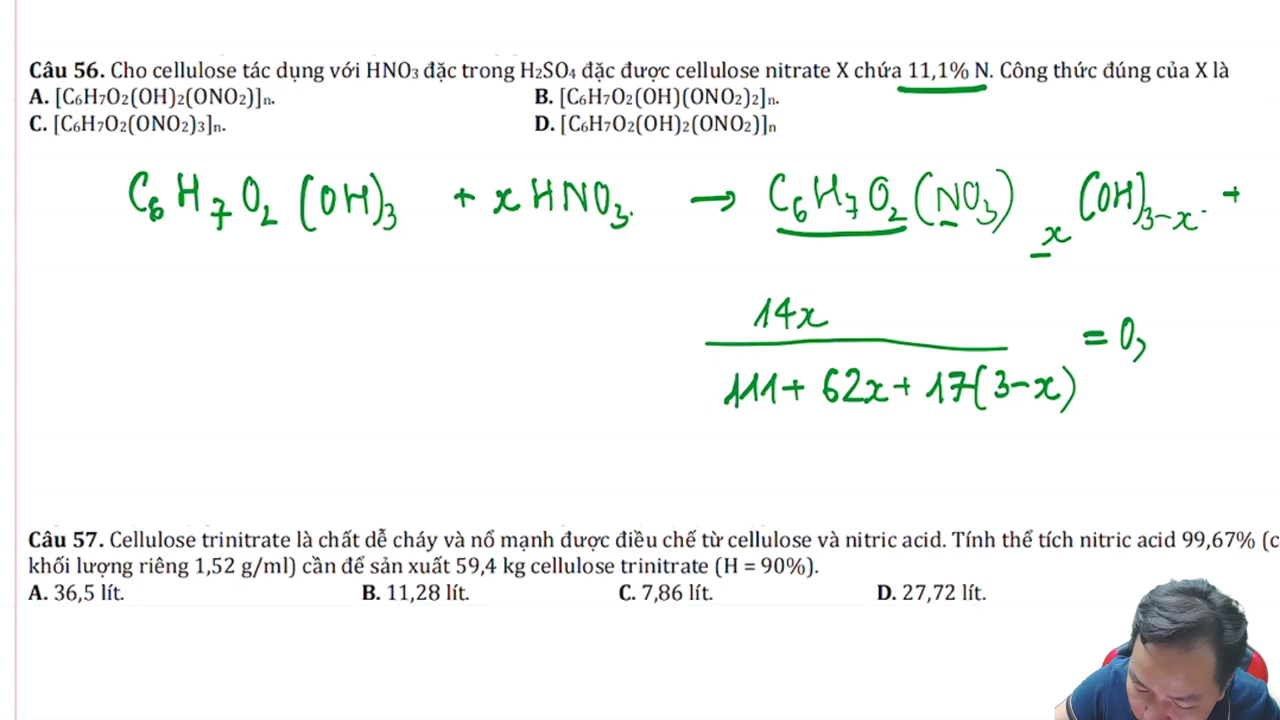 Câu 56. Cho cellulose tác dụng với HNO₃ đặc trong H₂SO₄ đặc được cellulose nitrate X chứa 11,1% N. Công thức đúng của X là
A. [C₆H₇O₂(OH)₂(ONO₂)]n. B. [C₆H₇O₂(OH)(ONO₂)₂]n.
C. [C₆H₇O₂(ONO₂)₃]n. D. [C₆H₇O₂(OH)₂(ONO₂)]n
C₆H₇O₂(OH)₃ + xHNO₃. → C₆H₇O₂(NO₃)ₓ(OH)₃₋ₓ. +
14x
= 0,
111 + 62x + 17(3-x)
Câu 57. Cellulose trinitrate là chất dễ cháy và nổ mạnh được điều chế từ cellulose và nitric acid. Tính thể tích nitric acid 99,67% (c
khối lượng riêng 1,52 g/ml) cần để sản xuất 59,4 kg cellulose trinitrate (H = 90%).
A. 36,5 lít. B. 11,28 lít. C. 7,86 lít. D. 27,72 lít.